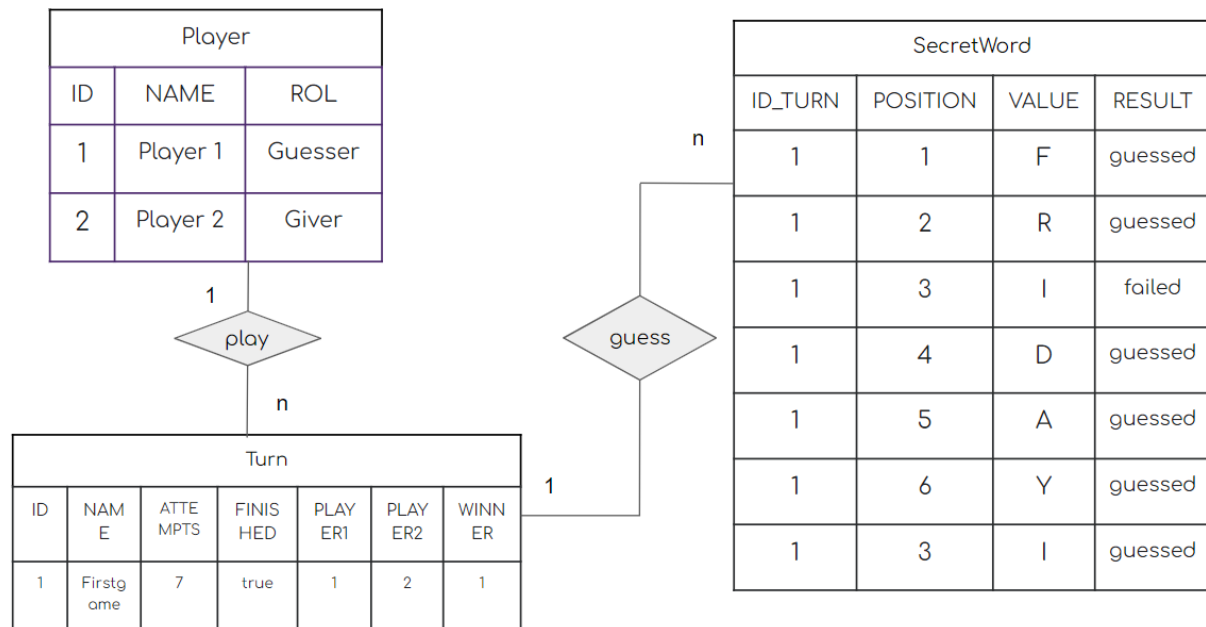 Player
ID NAME ROL
1 Player 1 Guesser
2 Player 2 Giver
1
play
n
Turn
ID NAM
E ATTE
MPTS FINIS
HED PLAY
ER1 PLAY
ER2 WINN
ER
1 Firstg
ame 7 true 1 2 1
1
guess
n
SecretWord
ID_TURN POSITION VALUE RESULT
1 1 F guessed
1 2 R guessed
1 3 I failed
1 4 D guessed
1 5 A guessed
1 6 Y guessed
1 3 I guessed